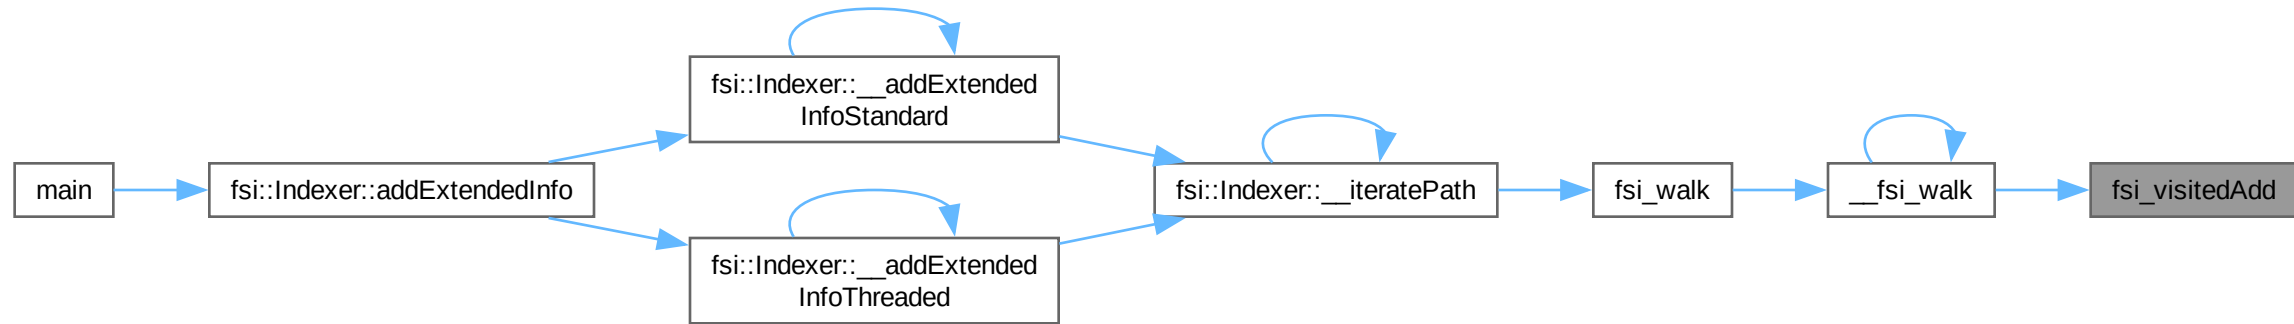 main
fsi::Indexer::addExtendedInfo
fsi::Indexer::__addExtended
InfoStandard
fsi::Indexer::__addExtended
InfoThreaded
fsi::Indexer::__iteratePath
fsi_walk
__fsi_walk
fsi_visitedAdd